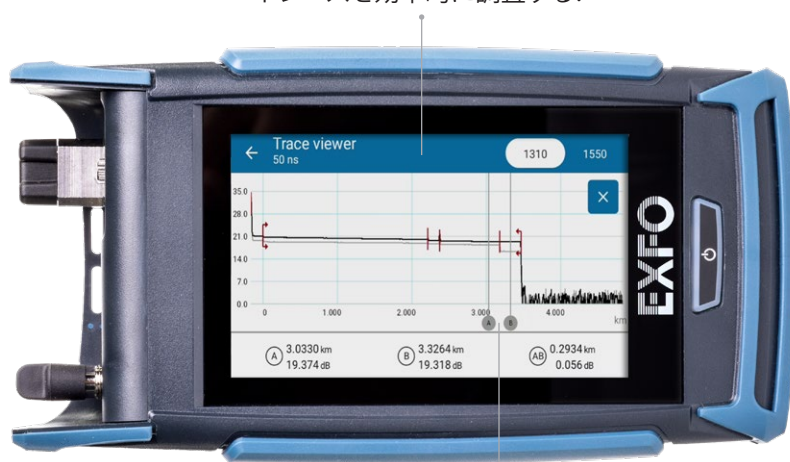 Trace viewer
50 ns
1310
1550
35.0
28.0
21.0
14.0
7.0
0.0
0
1.000
2.000
3.000
4.000
km
A
B
A 3.0330 km
19.374 dB
B 3.3264 km
19.318 dB
AB 0.2934 km
0.056 dB
EXFO